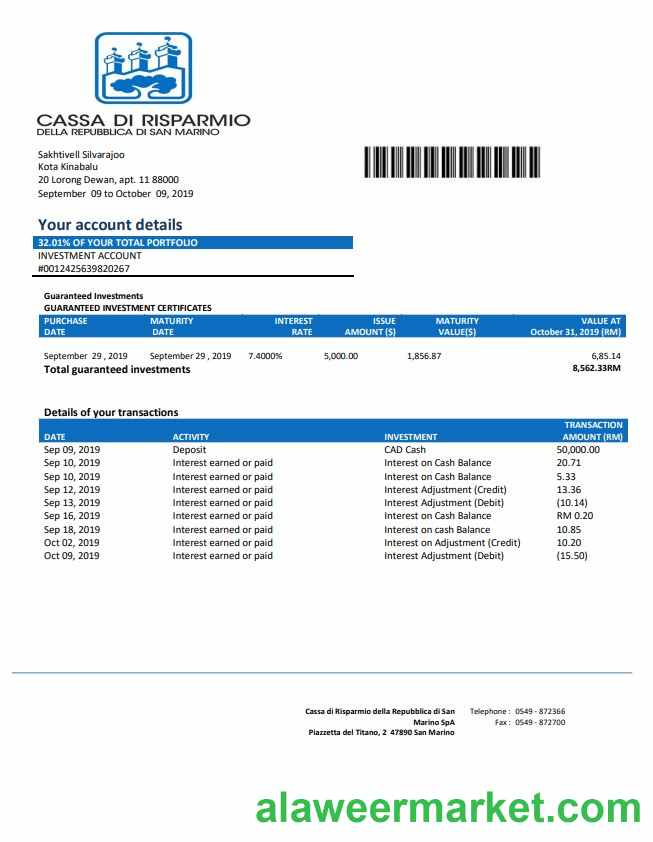 CASSA DI RISPARMIO
DELLA REPUBBLICA DI SAN MARINO
Sakhtivell Silvarajoo
Kota Kinabalu
20 Lorong Dewan, apt. 11 88000
September 09 to October 09, 2019
Your account details
32.01% OF YOUR TOTAL PORTFOLIO
INVESTMENT ACCOUNT
#0012425639820267
Guaranteed Investments
GUARANTEED INVESTMENT CERTIFICATES
PURCHASE MATURITY INTEREST ISSUE MATURITY VALUE AT
DATE DATE RATE AMOUNT ($) VALUE($) October 31, 2019 (RM)
September 29 , 2019 September 29 , 2019 7.4000% 5,000.00 1,856.87 6,85.14
Total guaranteed investments 8,562.33RM
Details of your transactions
TRANSACTION
DATE ACTIVITY INVESTMENT AMOUNT (RM)
Sep 09, 2019 Deposit CAD Cash 50,000.00
Sep 10, 2019 Interest earned or paid Interest on Cash Balance 20.71
Sep 10, 2019 Interest earned or paid Interest on Cash Balance 5.33
Sep 12, 2019 Interest earned or paid Interest Adjustment (Credit) 13.36
Sep 13, 2019 Interest earned or paid Interest Adjustment (Debit) (10.14)
Sep 16, 2019 Interest earned or paid Interest on Cash Balance RM 0.20
Sep 18, 2019 Interest earned or paid Interest on cash Balance 10.85
Oct 02, 2019 Interest earned or paid Interest on Adjustment (Credit) 10.20
Oct 09, 2019 Interest earned or paid Interest Adjustment (Debit) (15.50)
Cassa di Risparmio della Repubblica di San Telephone : 0549 - 872366
Marino SpA Fax : 0549 - 872700
Piazzetta del Titano, 2 47890 San Marino
alaweermarket.com